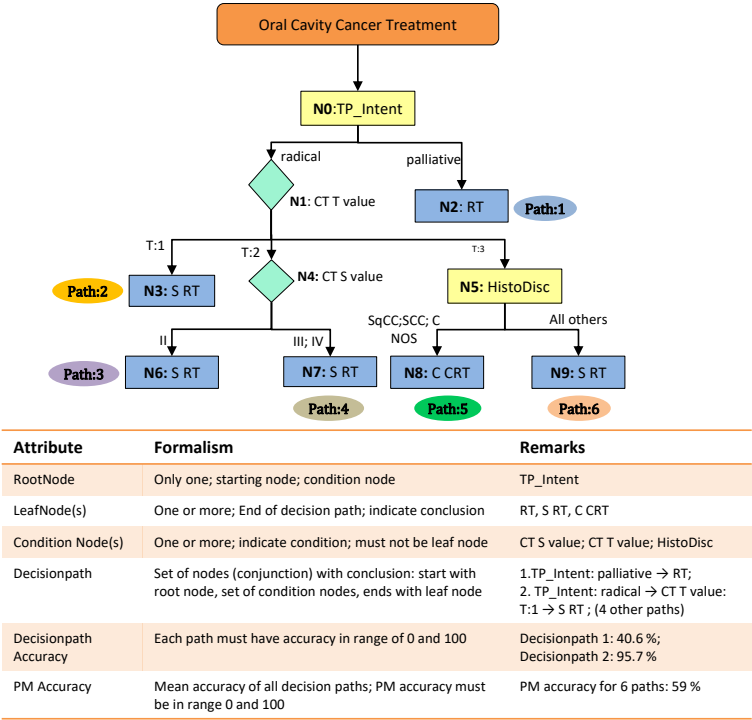 Oral Cavity Cancer Treatment
N0:TP_Intent
radical
palliative
N1: CT T value
N2: RT
Path:1
T:1
T:2
T:3
Path:2
N3: S RT
N4: CT S value
N5: HistoDisc
II
III; IV
SqCC;SCC; C
NOS
All others
Path:3
N6: S RT
N7: S RT
N8: C CRT
N9: S RT
Path:4
Path:5
Path:6
Attribute
Formalism
Remarks
RootNode
Only one; starting node; condition node
TP_Intent
LeafNode(s)
One or more; End of decision path; indicate conclusion
RT, S RT, C CRT
Condition Node(s)
One or more; indicate condition; must not be leaf node
CT S value; CT T value; HistoDisc
Decisionpath
Set of nodes (conjunction) with conclusion: start with
root node, set of condition nodes, ends with leaf node
1.TP_Intent: palliative → RT;
2. TP_Intent: radical → CT T value:
T:1 → S RT ; (4 other paths)
Decisionpath
Accuracy
Each path must have accuracy in range of 0 and 100
Decisionpath 1: 40.6 %;
Decisionpath 2: 95.7 %
PM Accuracy
Mean accuracy of all decision paths; PM accuracy must
be in range 0 and 100
PM accuracy for 6 paths: 59 %